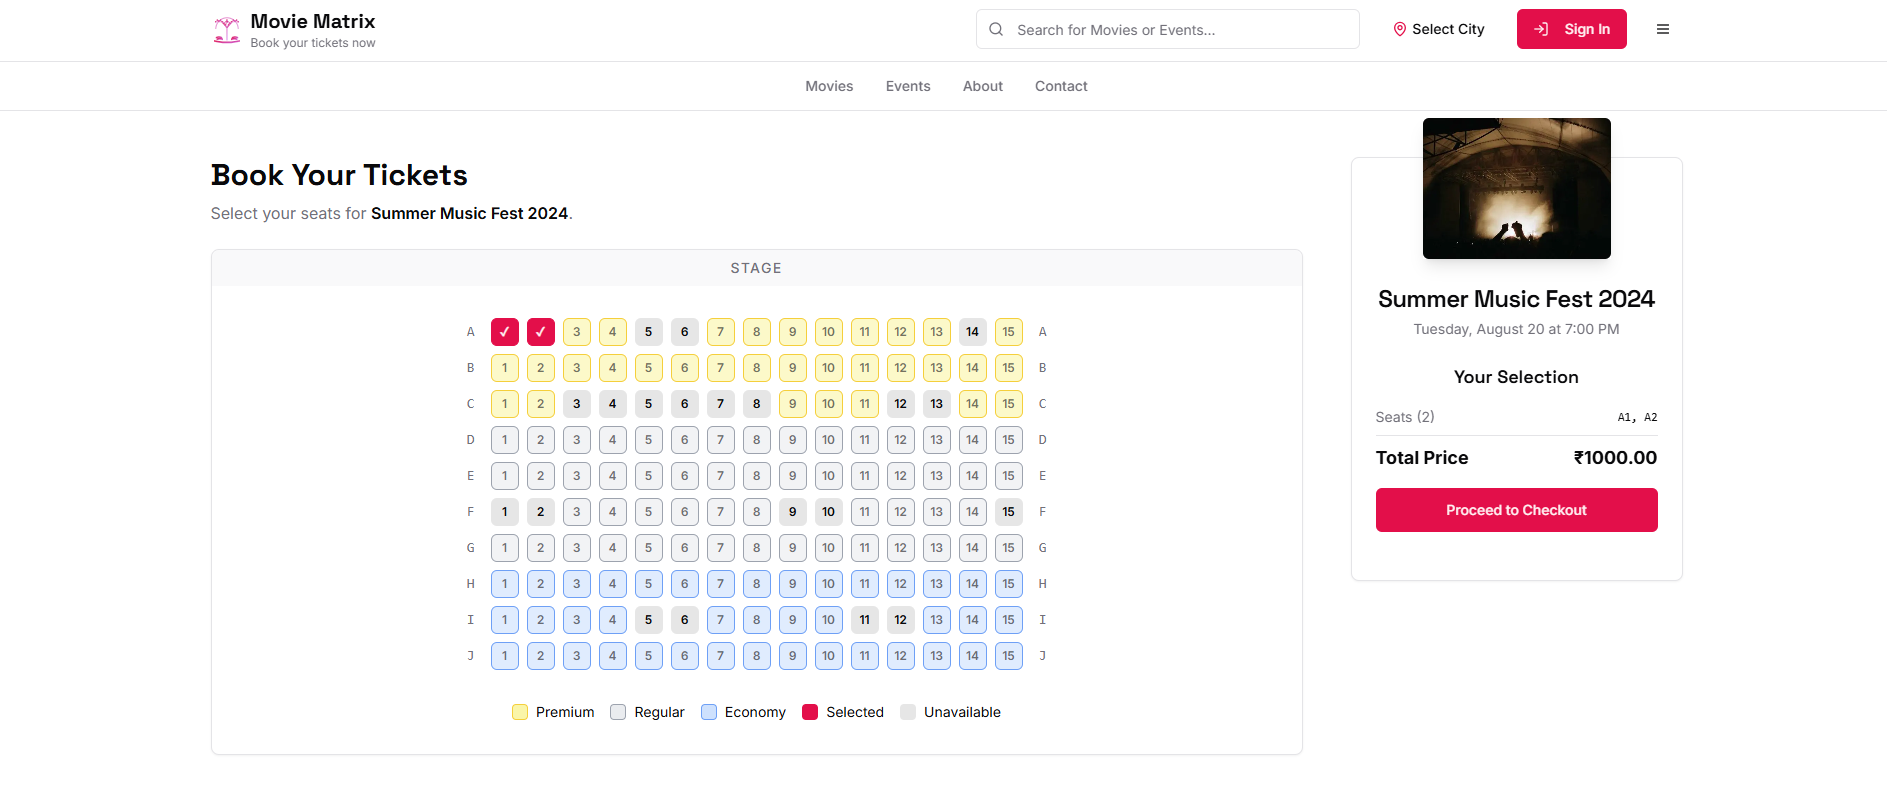 Movie Matrix
Book your tickets now
Search for Movies or Events...
Select City
Sign In
Movies Events About Contact
Book Your Tickets
Select your seats for Summer Music Fest 2024.
STAGE
A ✓ ✓ 3 4 5 6 7 8 9 10 11 12 13 14 15 A
B 1 2 3 4 5 6 7 8 9 10 11 12 13 14 15 B
C 1 2 3 4 5 6 7 8 9 10 11 12 13 14 15 C
D 1 2 3 4 5 6 7 8 9 10 11 12 13 14 15 D
E 1 2 3 4 5 6 7 8 9 10 11 12 13 14 15 E
F 1 2 3 4 5 6 7 8 9 10 11 12 13 14 15 F
G 1 2 3 4 5 6 7 8 9 10 11 12 13 14 15 G
H 1 2 3 4 5 6 7 8 9 10 11 12 13 14 15 H
I 1 2 3 4 5 6 7 8 9 10 11 12 13 14 15 I
J 1 2 3 4 5 6 7 8 9 10 11 12 13 14 15 J
Premium Regular Economy Selected Unavailable
Summer Music Fest 2024
Tuesday, August 20 at 7:00 PM
Your Selection
Seats (2) A1, A2
Total Price ₹1000.00
Proceed to Checkout